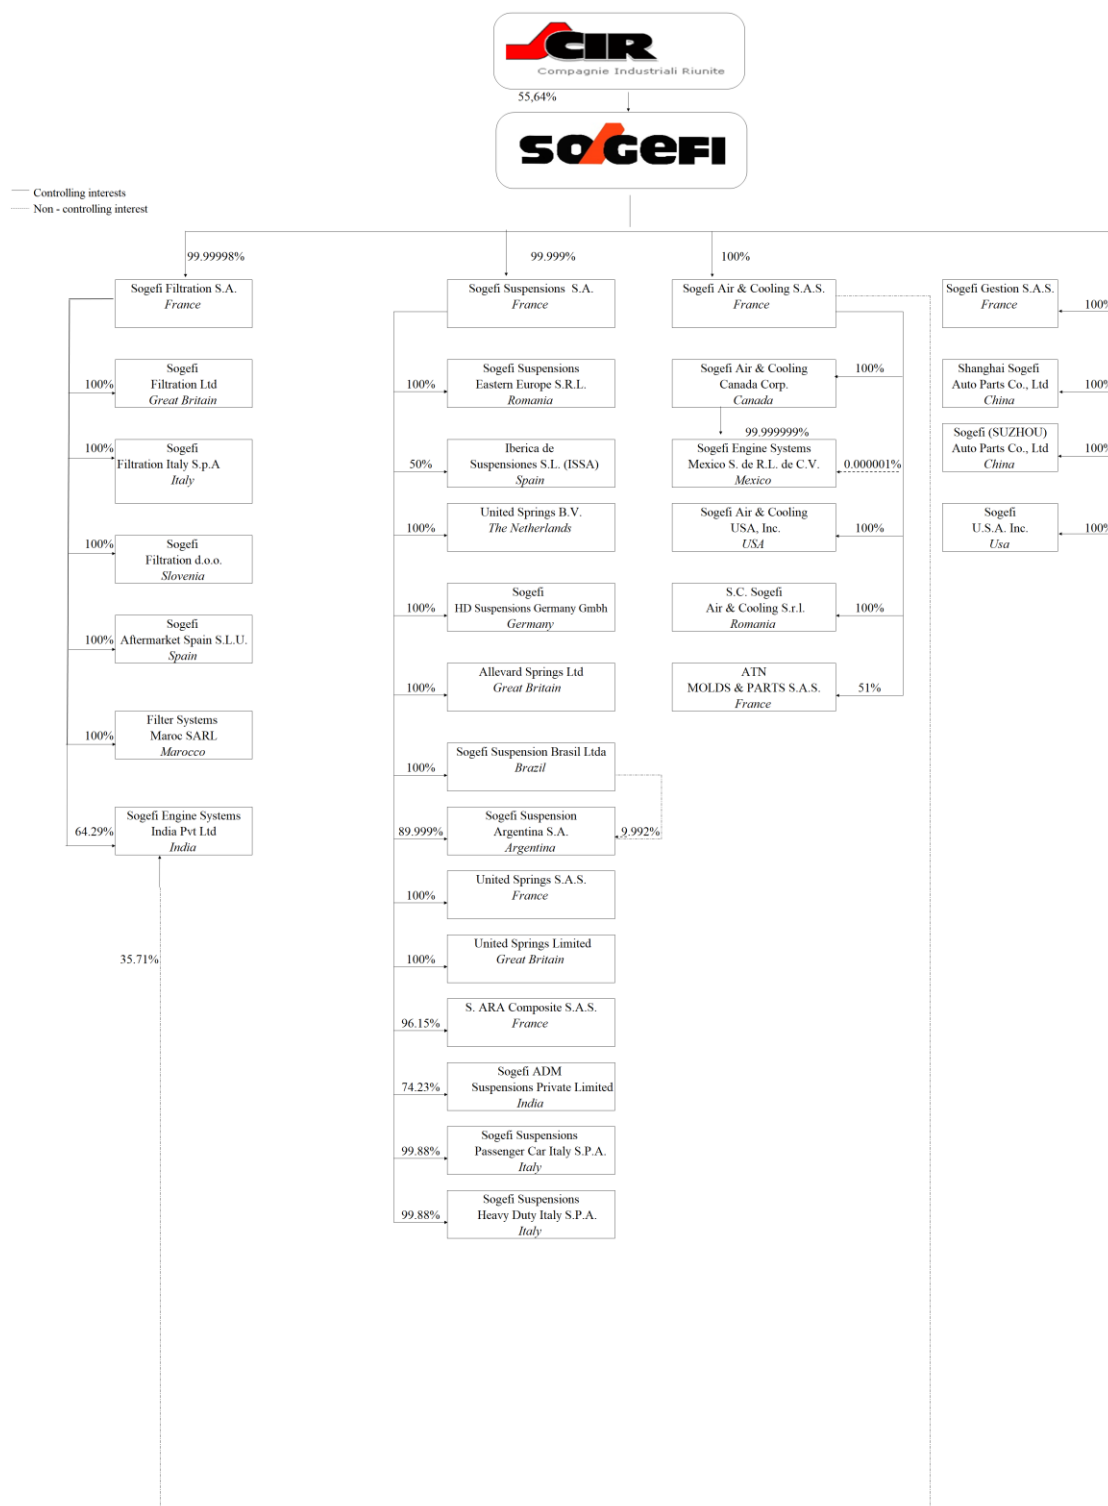 CIR
Compagnie Industriali Riunite
55,64%
SOGEFI
Controlling interests
Non - controlling interest
99.99998%
99.999%
100%
Sogefi Filtration S.A.
France
Sogefi Suspensions S.A.
France
Sogefi Air & Cooling S.A.S.
France
Sogefi Gestion S.A.S.
France
100%
100%
Sogefi
Filtration Ltd
Great Britain
100%
Sogefi Suspensions
Eastern Europe S.R.L.
Romania
Sogefi Air & Cooling
Canada Corp.
Canada
100%
Shanghai Sogefi
Auto Parts Co., Ltd
China
100%
99.999999%
100%
Sogefi
Filtration Italy S.p.A
Italy
50%
Iberica de
Suspensiones S.L. (ISSA)
Spain
Sogefi Engine Systems
Mexico S. de R.L. de C.V.
Mexico
0.000001%
Sogefi (SUZHOU)
Auto Parts Co., Ltd
China
100%
100%
United Springs B.V.
The Netherlands
Sogefi Air & Cooling
USA, Inc.
USA
100%
Sogefi
U.S.A. Inc.
Usa
100%
100%
Sogefi
Filtration d.o.o.
Slovenia
100%
Sogefi
HD Suspensions Germany Gmbh
Germany
S.C. Sogefi
Air & Cooling S.r.l.
Romania
100%
100%
Sogefi
Aftermarket Spain S.L.U.
Spain
100%
Allevard Springs Ltd
Great Britain
ATN
MOLDS & PARTS S.A.S.
France
51%
100%
Filter Systems
Maroc SARL
Marocco
100%
Sogefi Suspension Brasil Ltda
Brazil
64.29%
Sogefi Engine Systems
India Pvt Ltd
India
89.999%
Sogefi Suspension
Argentina S.A.
Argentina
9.992%
100%
United Springs S.A.S.
France
35.71%
100%
United Springs Limited
Great Britain
96.15%
S. ARA Composite S.A.S.
France
74.23%
Sogefi ADM
Suspensions Private Limited
India
99.88%
Sogefi Suspensions
Passenger Car Italy S.P.A.
Italy
99.88%
Sogefi Suspensions
Heavy Duty Italy S.P.A.
Italy